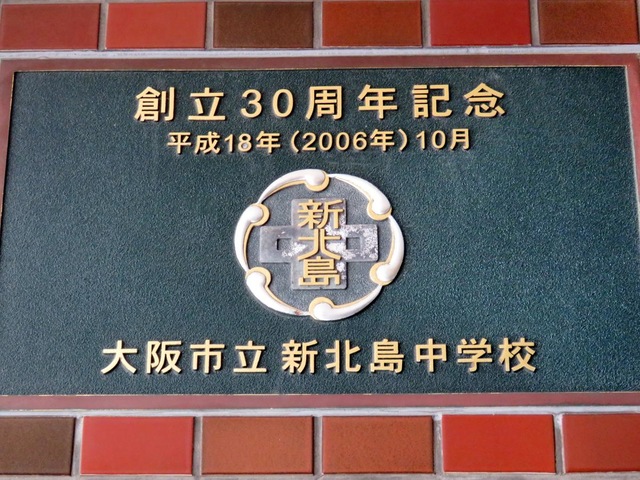 創立30周年記念
平成18年(2006年)10月
新北島
大阪市立 新北島中学校